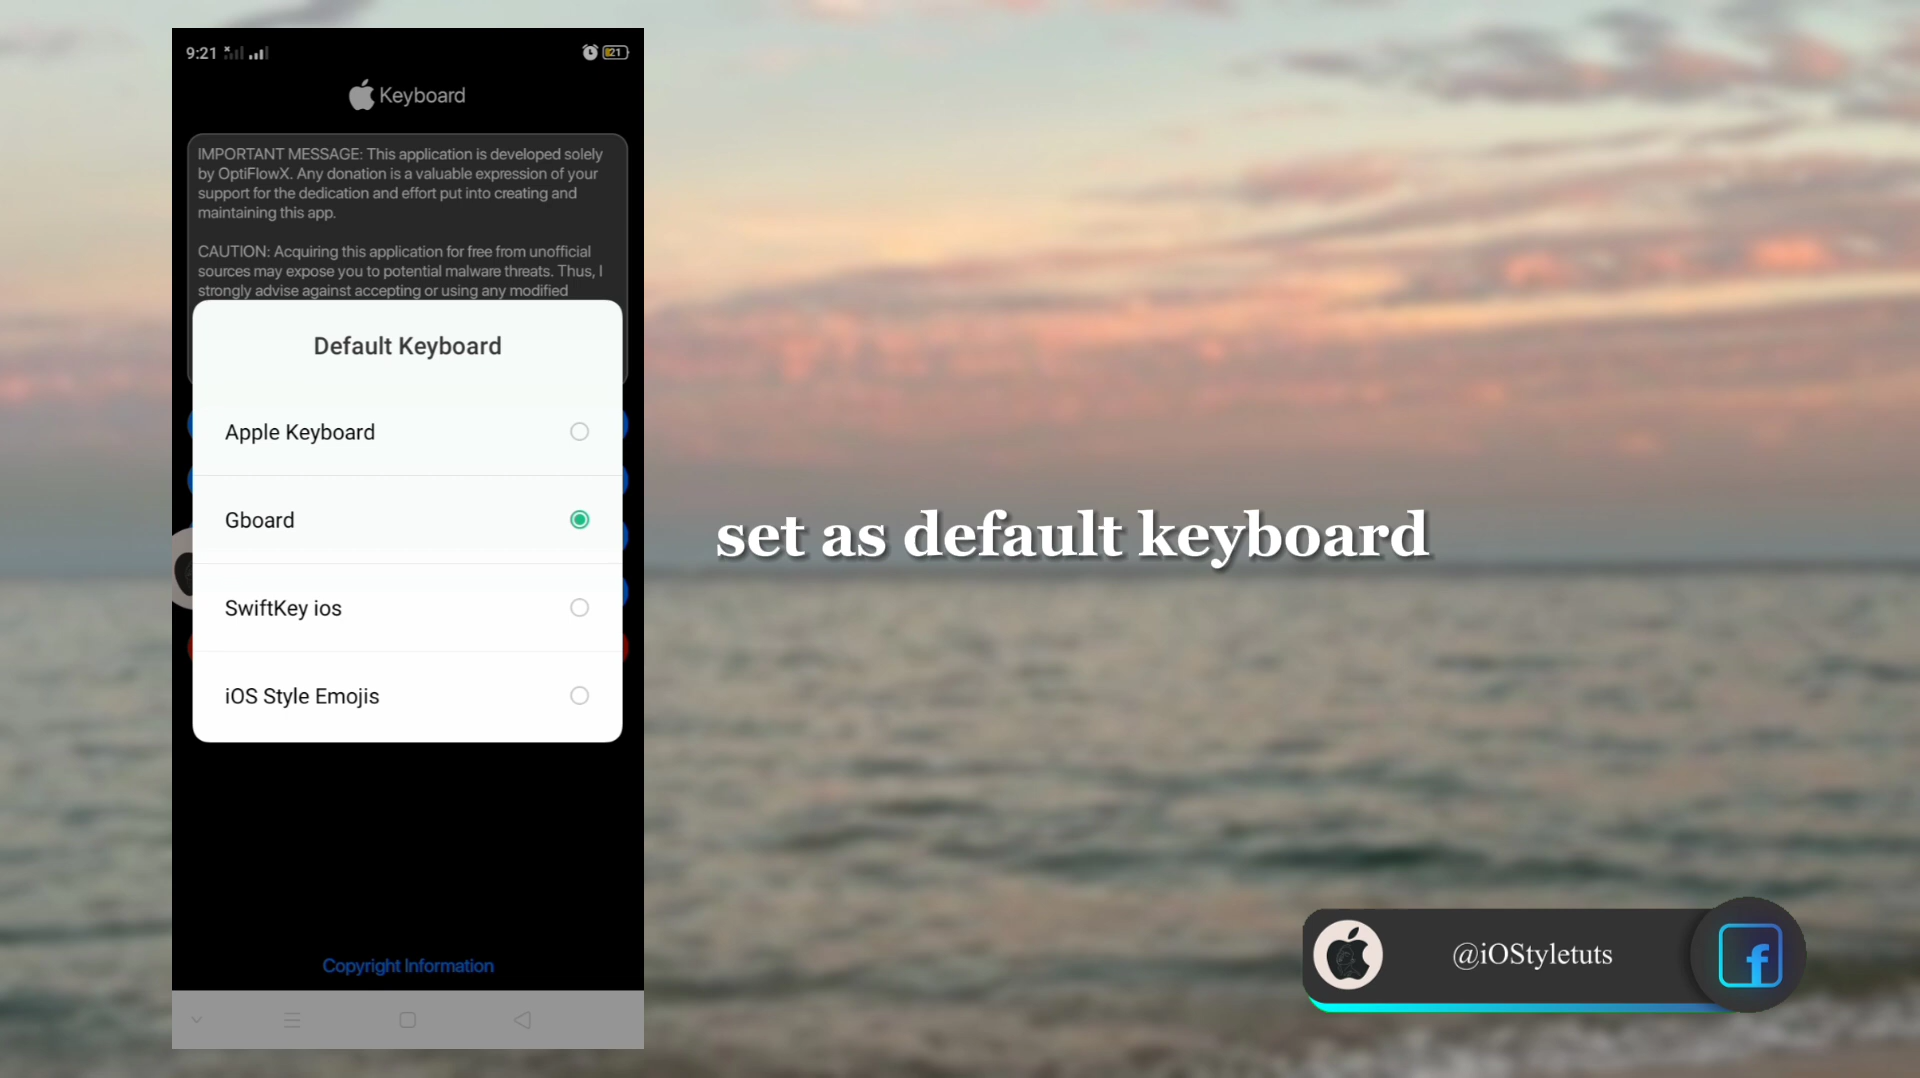 9:21
21
Keyboard
IMPORTANT MESSAGE: This application is developed solely
by OptiFlowX. Any donation is a valuable expression of your
support for the dedication and effort put into creating and
maintaining this app.
CAUTION: Acquiring this application for free from unofficial
sources may expose you to potential malware threats. Thus, I
strongly advise against accepting or using any modified
Default Keyboard
Apple Keyboard
Gboard
SwiftKey ios
iOS Style Emojis
Copyright Information
set as default keyboard
@iOStyletuts